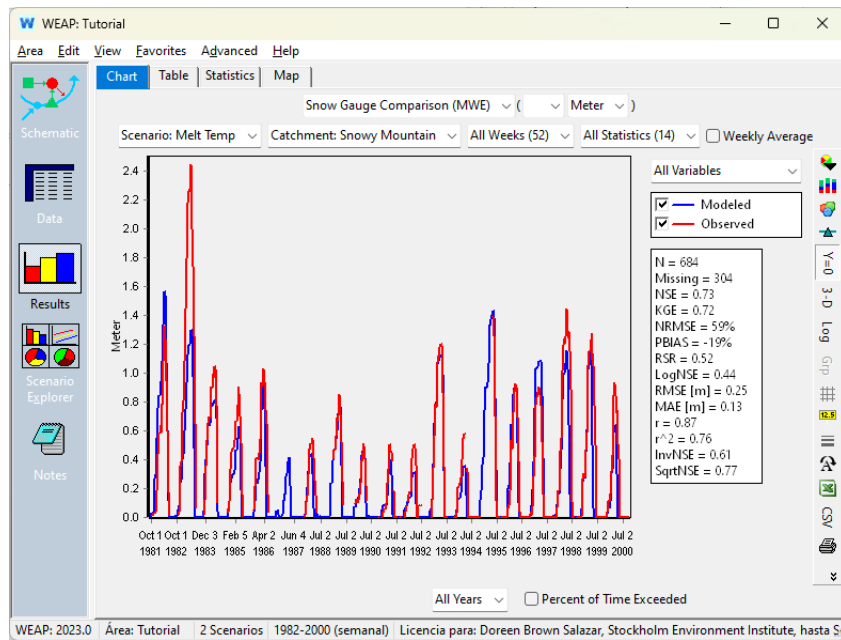 WEAP: Tutorial
Area Edit View Favorites Advanced Help
Chart Table Statistics Map
Snow Gauge Comparison (MWE) ( Meter )
Scenario: Melt Temp Catchment: Snowy Mountain All Weeks (52) All Statistics (14) Weekly Average
Schematic
Data
Results
Scenario
Explorer
Notes
Meter
2.4
2.2
2.0
1.8
1.6
1.4
1.2
1.0
0.8
0.6
0.4
0.2
0.0
Oct 1 Oct 1 Dec 3 Feb 5 Apr 2 Jun 4 Jul 2 Jul 2 Jul 2 Jul 2 Jul 2 Jul 2 Jul 2 Jul 2 Jul 2 Jul 2 Jul 2 Jul 2 Jul 2
1981 1982 1983 1985 1986 1987 1988 1989 1990 1991 1992 1993 1994 1995 1996 1997 1998 1999 2000
All Variables
Modeled
Observed
N = 684
Missing = 304
NSE = 0.73
KGE = 0.72
NRMSE = 59%
PBIAS = -19%
RSR = 0.52
LogNSE = 0.44
RMSE [m] = 0.25
MAE [m] = 0.13
r = 0.87
r^2 = 0.76
InvNSE = 0.61
SqrtNSE = 0.77
Y=0
3-D
Log
Grp
12.5
CSV
All Years Percent of Time Exceeded
WEAP: 2023.0 Área: Tutorial 2 Scenarios 1982-2000 (semanal) Licencia para: Doreen Brown Salazar, Stockholm Environment Institute, hasta S